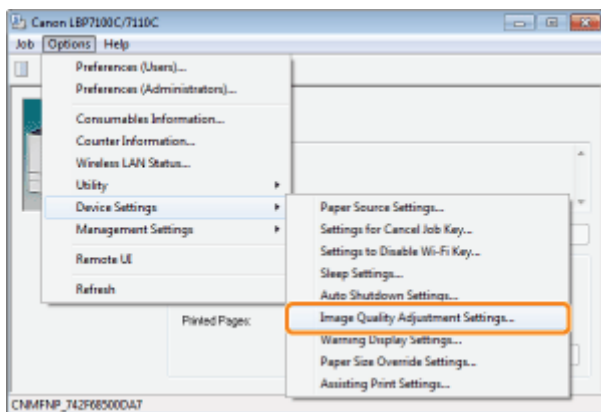 Canon LBP7100C/7110C
Job Options Help
Preferences (Users)...
Preferences (Administrators)...
Consumables Information...
Counter Information...
Wireless LAN Status...
Utility
Device Settings
Management Settings
Remote UI
Refresh
Paper Source Settings...
Settings for Cancel Job Key...
Settings to Disable Wi-Fi Key...
Sleep Settings...
Auto Shutdown Settings...
Image Quality Adjustment Settings...
Warning Display Settings...
Paper Size Override Settings...
Assisting Print Settings...
Printed Pages:
CNMFNP_742F68500DA7